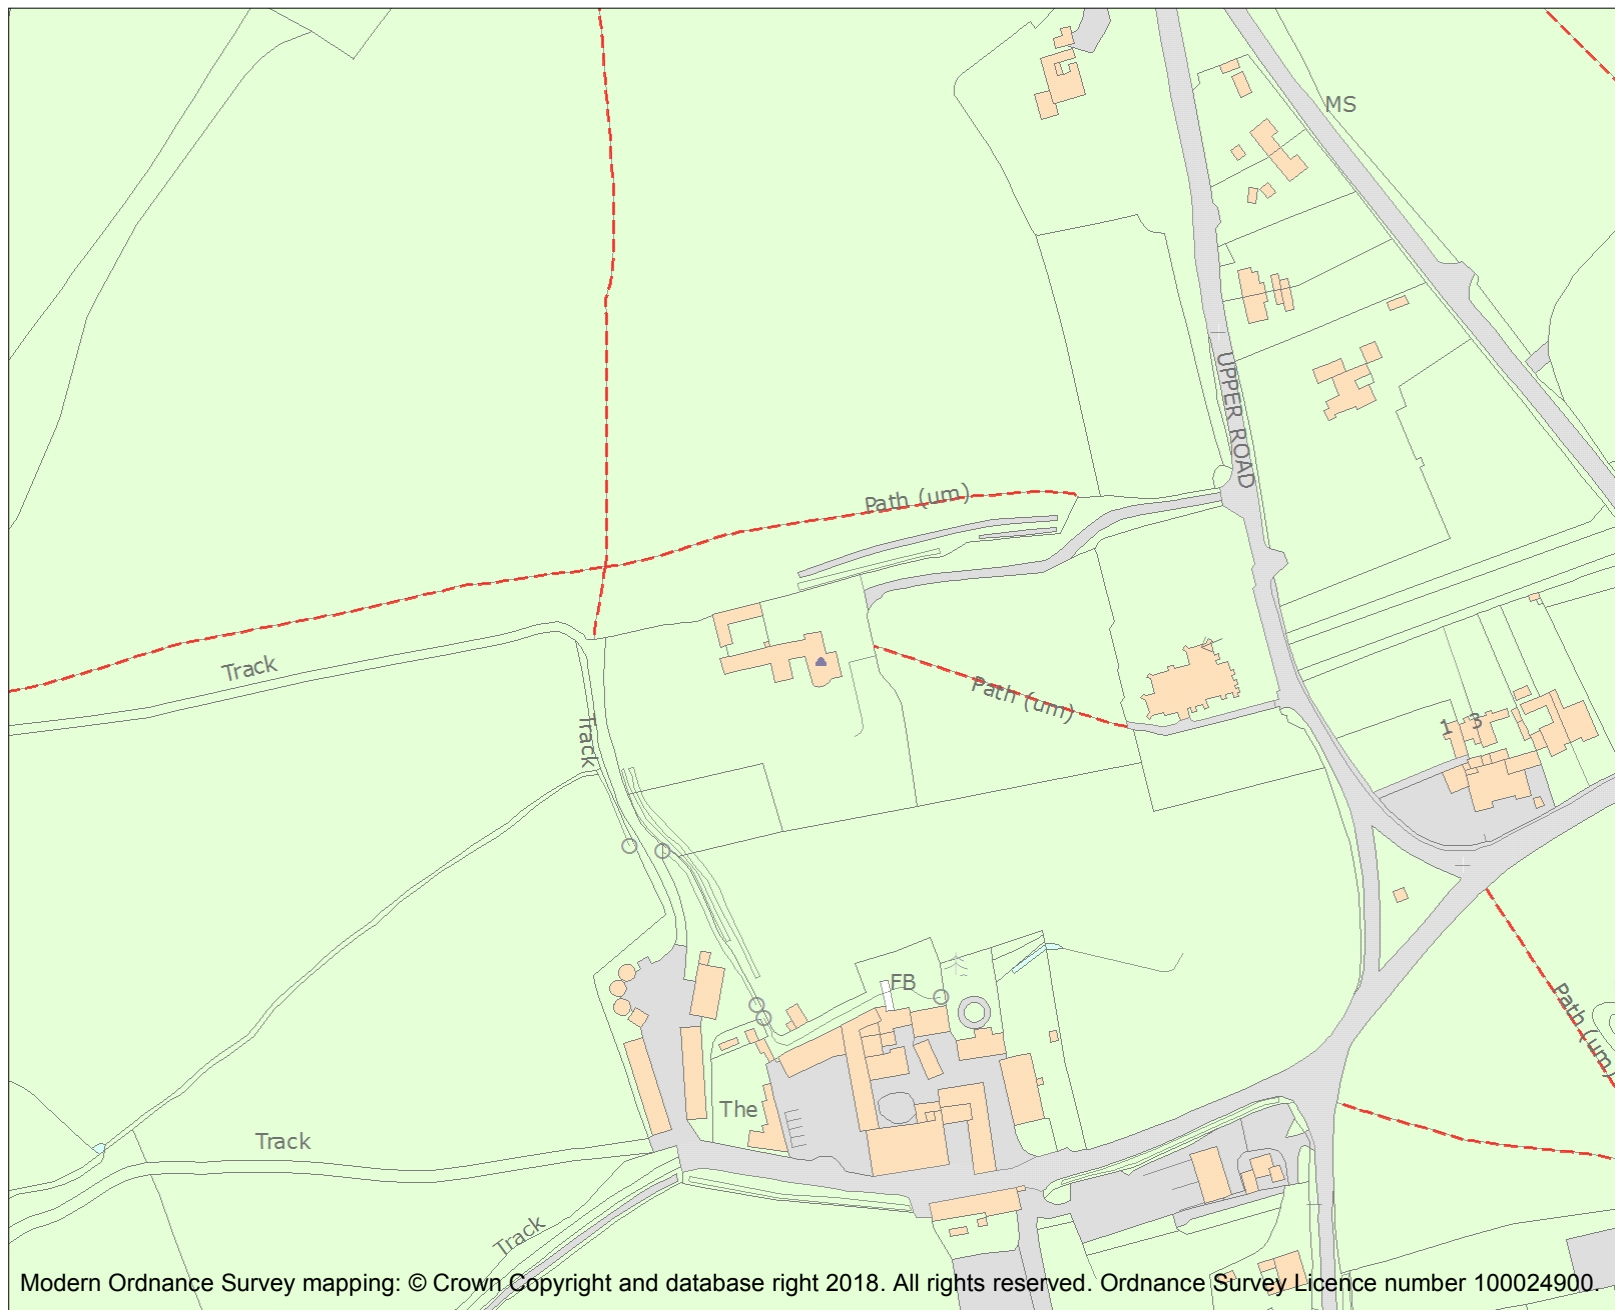 MS
UPPER ROAD
Path (um)
Track
Path (um)
Track
1 3
FB
Path (um)
The
Track
Track
Modern Ordnance Survey mapping: © Crown Copyright and database right 2018. All rights reserved. Ordnance Survey Licence number 100024900.